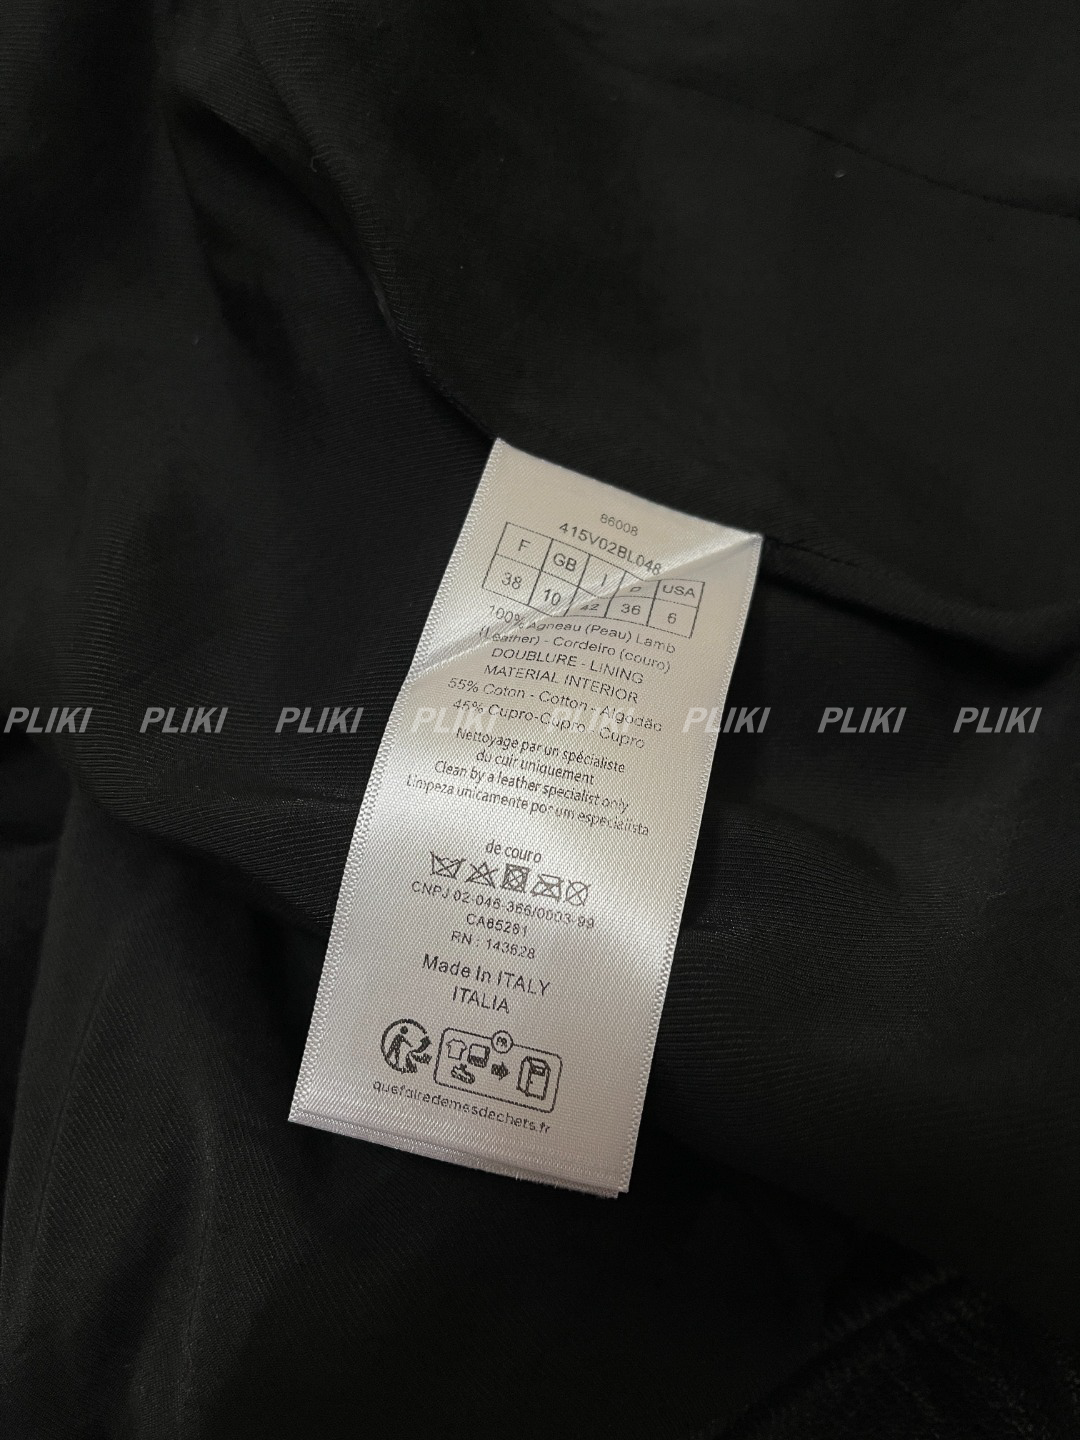 86008
415V02BL048
F GB I D USA
38 10 42 36 6
100% Agneau (Peau) Lamb
(Leather) - Cordeiro (couro)
DOUBLURE - LINING
MATERIAL INTERIOR
55% Coton - Cotton - Algodão
45% Cupro-Cupro - Cupro
PLIKI PLIKI PLIKI PLIKI PLIKI PLIKI PLIKI PLIKI
Nettoyage par un spécialiste
du cuir uniquement
Clean by a leather specialist only
Limpeza unicamente por um especialista
de couro
CNPJ 02-046-366/0003-99
CA65281
RN : 143628
Made In ITALY
ITALIA
FR
quefairedemesdechets.fr